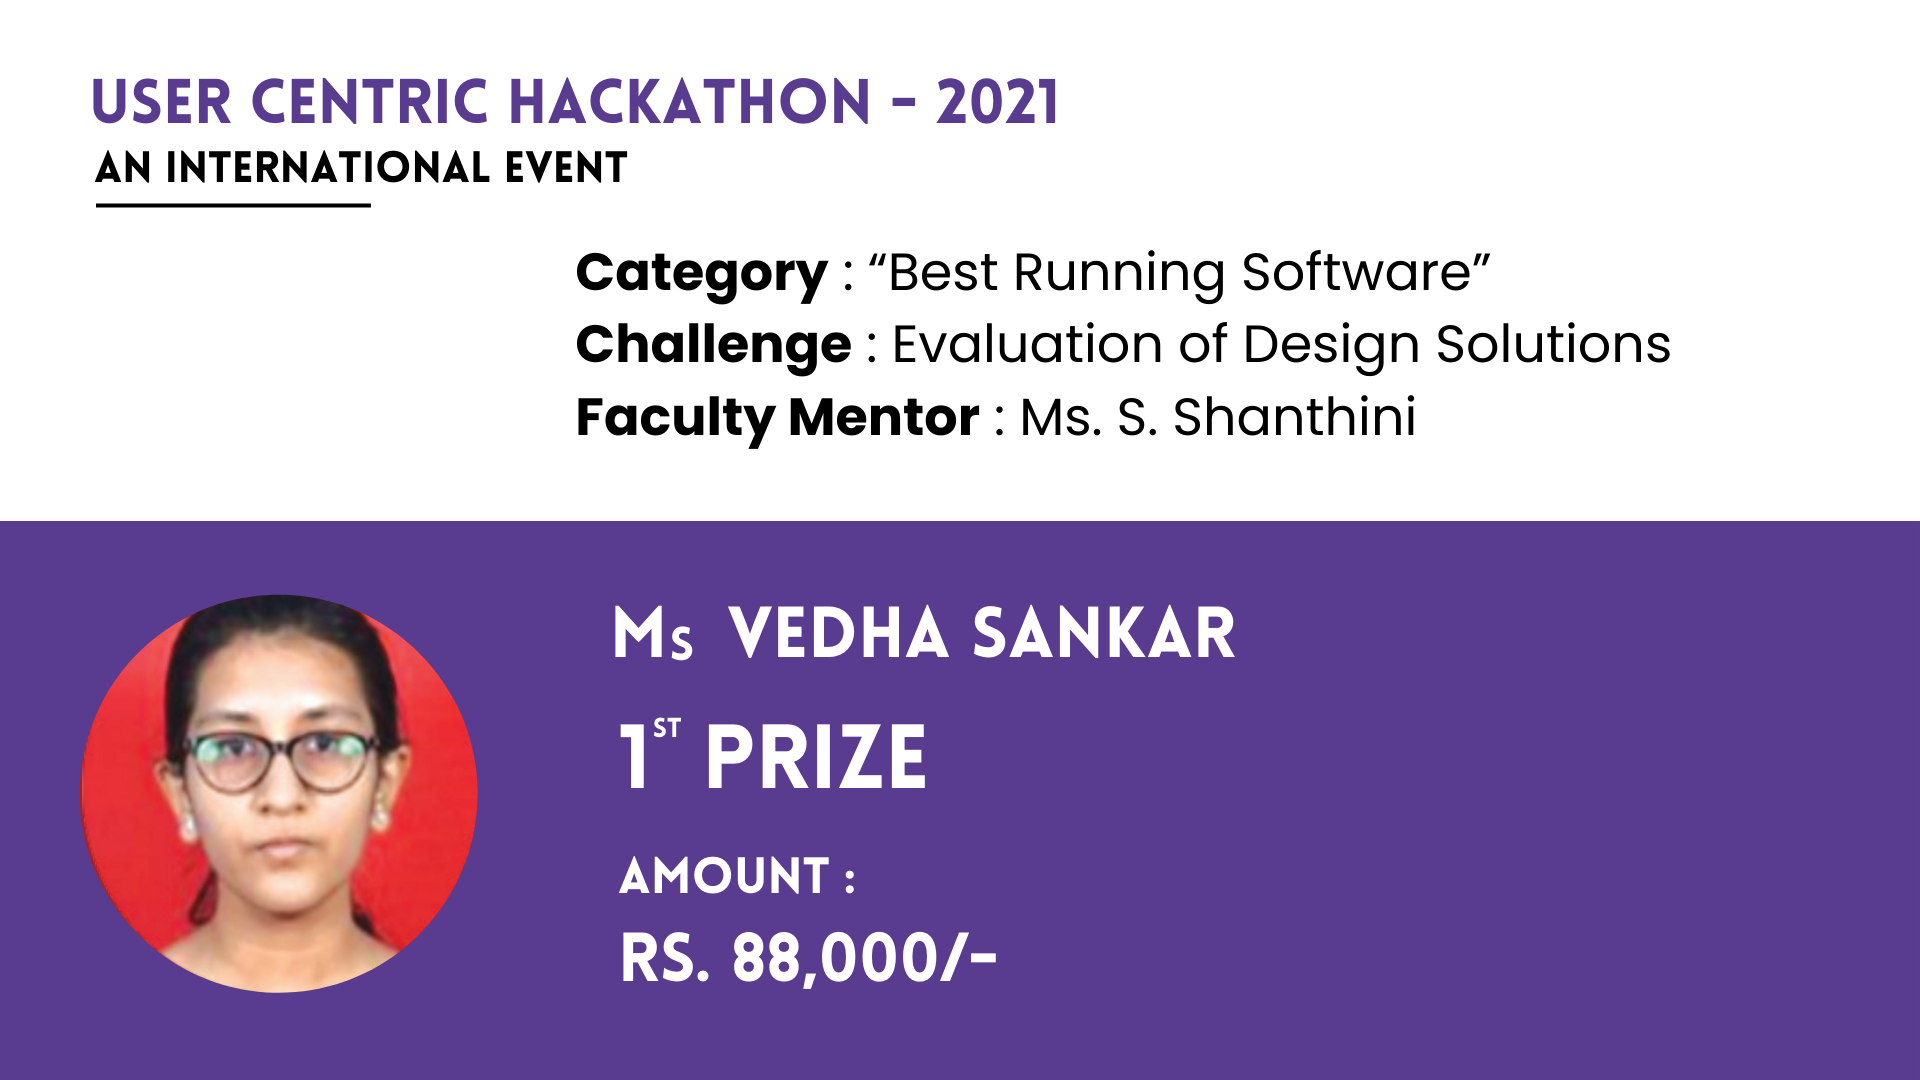 USER CENTRIC HACKATHON - 2021
AN INTERNATIONAL EVENT
Category : “Best Running Software”
Challenge : Evaluation of Design Solutions
Faculty Mentor : Ms. S. Shanthini
Ms VEDHA SANKAR
1ST PRIZE
AMOUNT :
RS. 88,000/-